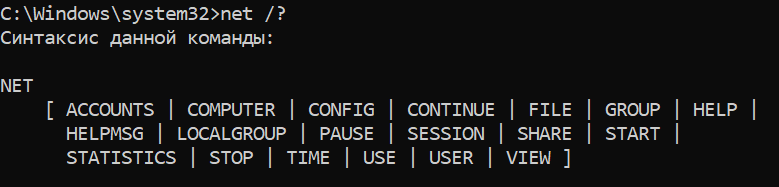 C:\Windows\system32>net /?
Синтаксис данной команды:
NET
[ ACCOUNTS | COMPUTER | CONFIG | CONTINUE | FILE | GROUP | HELP |
HELPMSG | LOCALGROUP | PAUSE | SESSION | SHARE | START |
STATISTICS | STOP | TIME | USE | USER | VIEW ]